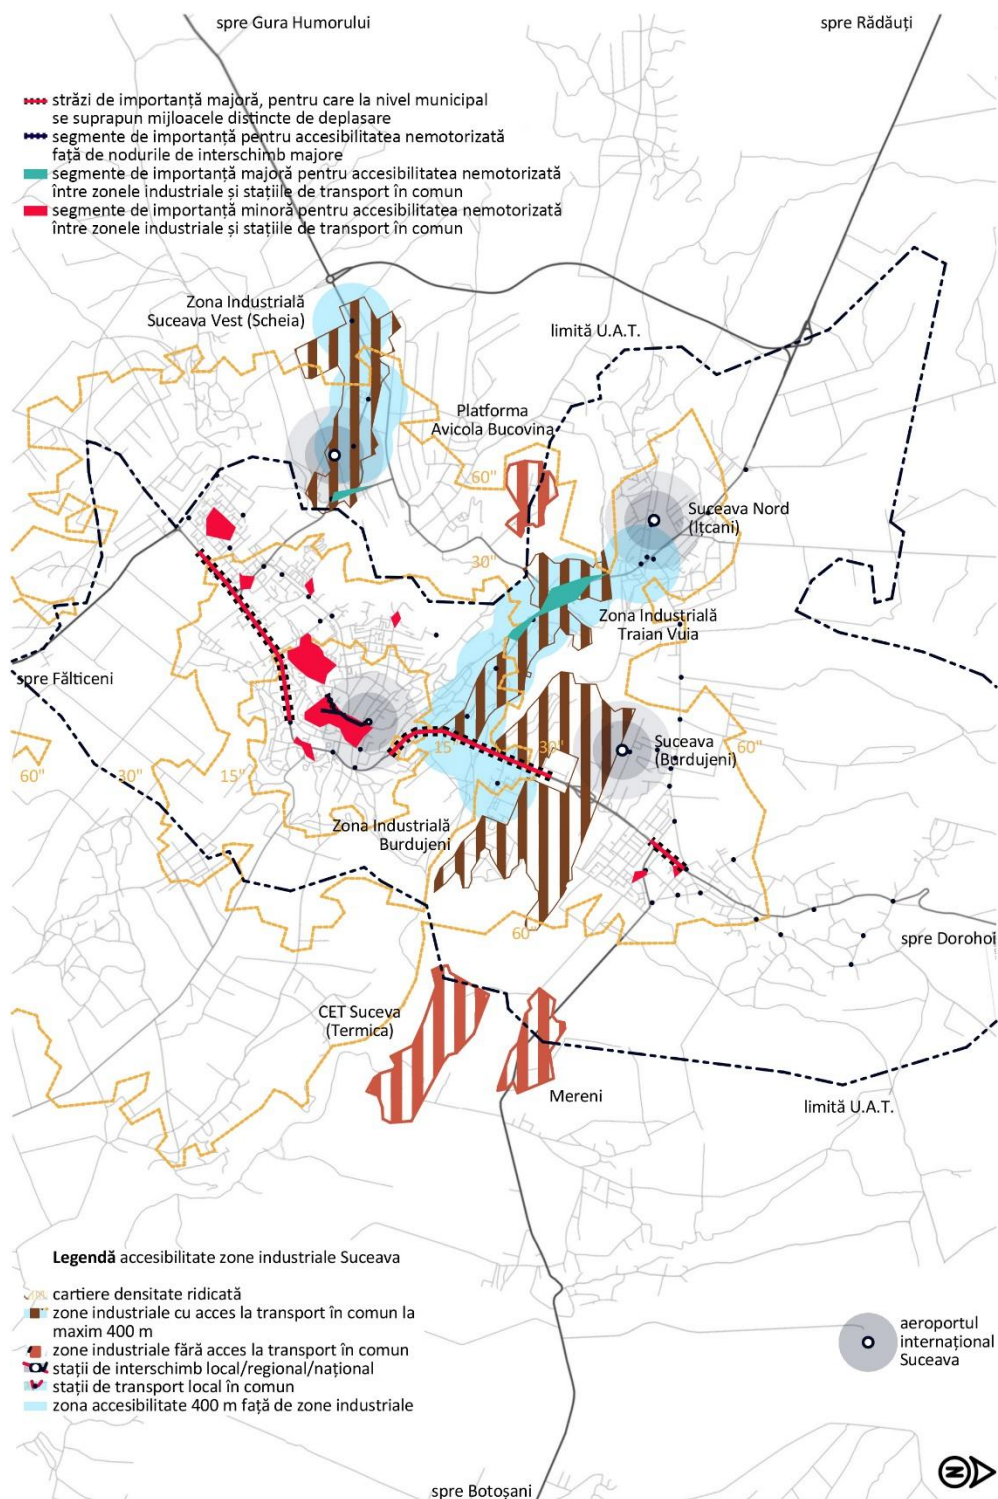 spre Gura Humorului
spre Rădăuți
străzi de importanță majoră, pentru care la nivel municipal
se suprapun mijloacele distincte de deplasare
segmente de importanță pentru accesibilitatea nemotorizată
față de nodurile de interschimb majore
segmente de importanță majoră pentru accesibilitatea nemotorizată
între zonele industriale și stațiile de transport în comun
segmente de importanță minoră pentru accesibilitatea nemotorizată
între zonele industriale și stațiile de transport în comun
Zona Industrială
Suceava Vest (Scheia)
limită U.A.T.
Platforma
Avicola Bucovina
60"
Suceava Nord
(Ițcani)
30"
Zona Industrială
Traian Vuia
spre Fălticeni
15"
30"
Suceava
(Burdujeni)
60"
60"
30"
15"
Zona Industrială
Burdujeni
60"
spre Dorohoi
CET Suceva
(Termica)
Mereni
limită U.A.T.
Legendă accesibilitate zone industriale Suceava
cartiere densitate ridicată
zone industriale cu acces la transport în comun la
maxim 400 m
zone industriale fără acces la transport în comun
stații de interschimb local/regional/național
stații de transport local în comun
zona accesibilitate 400 m față de zone industriale
aeroportul
internațional
Suceava
N
spre Botoșani